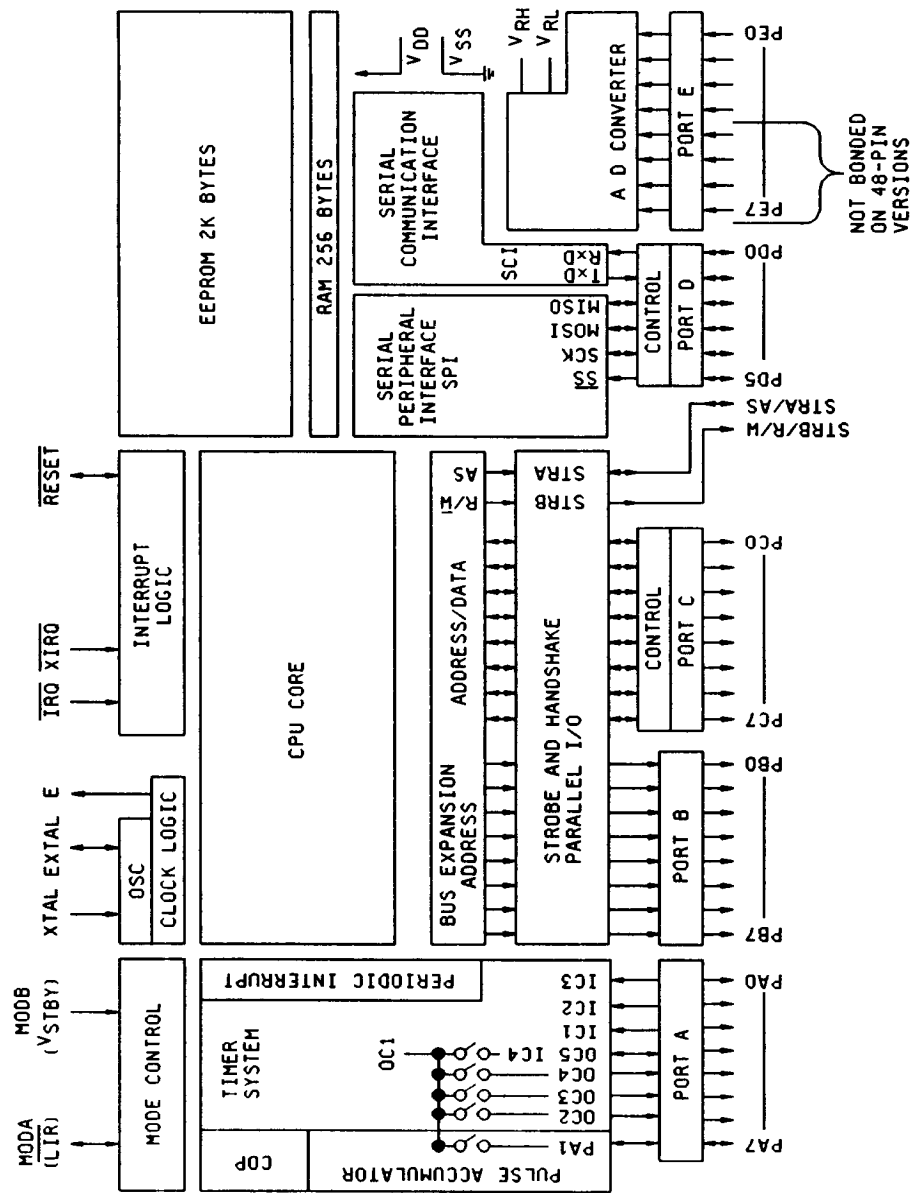 MODA
(LIR)
MODB
(VSTBY)
XTAL EXTAL E
IRQ XIRQ
RESET
MODE CONTROL
OSC
CLOCK LOGIC
INTERRUPT
LOGIC
EEPROM 2K BYTES
RAM 256 BYTES
COP
PULSE ACCUMULATOR
TIMER
SYSTEM
PERIODIC INTERRUPT
CPU CORE
OC1
PA1
OC2
OC3
OC4
OC5
IC4
IC1
IC2
IC3
BUS EXPANSION
ADDRESS
ADDRESS/DATA
R/W
AS
STROBE AND HANDSHAKE
PARALLEL I/O
STRB
STRA
SERIAL
PERIPHERAL
INTERFACE
SPI
SS
SCK
MOSI
MISO
SERIAL
COMMUNICATION
INTERFACE
SCI
TxD
RxD
VDD
VSS
VRH
VRL
A D CONVERTER
PORT A
PORT B
CONTROL
PORT C
CONTROL
PORT D
PORT E
PA7
PA0
PB7
PB0
PC7
PC0
STRB/R/W
STRA/AS
PD5
PD0
PE7
PE0
NOT BONDED
ON 48-PIN
VERSIONS